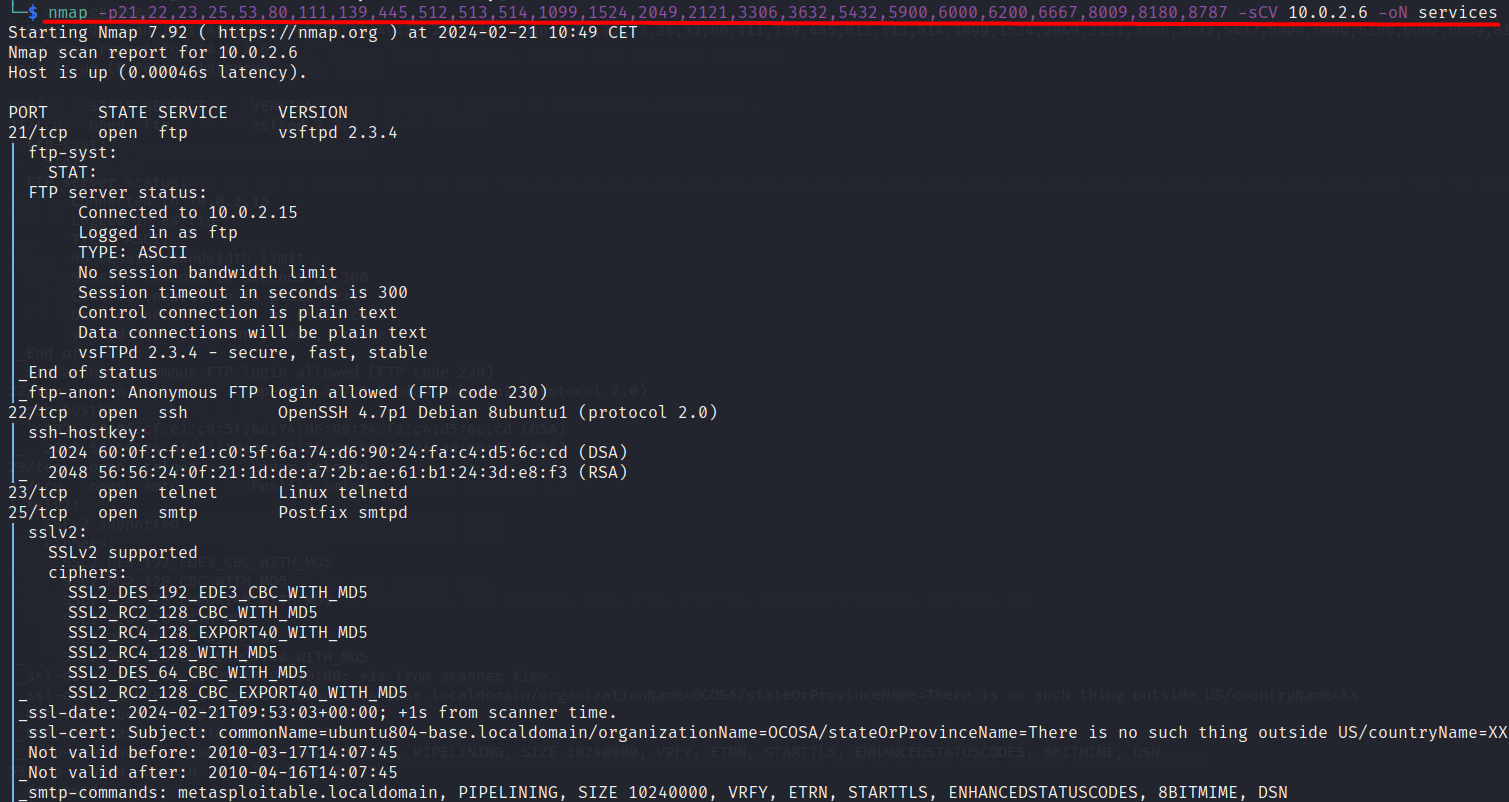 └─$ nmap -p21,22,23,25,53,80,111,139,445,512,513,514,1099,1524,2049,2121,3306,3632,5432,5900,6000,6200,6667,8009,8180,8787 -sCV 10.0.2.6 -oN services
Starting Nmap 7.92 ( https://nmap.org ) at 2024-02-21 10:49 CET
Nmap scan report for 10.0.2.6
Host is up (0.00046s latency).
PORT     STATE SERVICE     VERSION
21/tcp   open  ftp         vsftpd 2.3.4
| ftp-syst:
|   STAT:
| FTP server status:
|      Connected to 10.0.2.15
|      Logged in as ftp
|      TYPE: ASCII
|      No session bandwidth limit
|      Session timeout in seconds is 300
|      Control connection is plain text
|      Data connections will be plain text
|      vsFTPd 2.3.4 - secure, fast, stable
|_End of status
|_ftp-anon: Anonymous FTP login allowed (FTP code 230)
22/tcp   open  ssh         OpenSSH 4.7p1 Debian 8ubuntu1 (protocol 2.0)
| ssh-hostkey:
|   1024 60:0f:cf:e1:c0:5f:6a:74:d6:90:24:fa:c4:d5:6c:cd (DSA)
|_  2048 56:56:24:0f:21:1d:de:a7:2b:ae:61:b1:24:3d:e8:f3 (RSA)
23/tcp   open  telnet      Linux telnetd
25/tcp   open  smtp        Postfix smtpd
| sslv2:
|   SSLv2 supported
|   ciphers:
|     SSL2_DES_192_EDE3_CBC_WITH_MD5
|     SSL2_RC2_128_CBC_WITH_MD5
|     SSL2_RC4_128_EXPORT40_WITH_MD5
|     SSL2_RC4_128_WITH_MD5
|     SSL2_DES_64_CBC_WITH_MD5
|_    SSL2_RC2_128_CBC_EXPORT40_WITH_MD5
|_ssl-date: 2024-02-21T09:53:03+00:00; +1s from scanner time.
| ssl-cert: Subject: commonName=ubuntu804-base.localdomain/organizationName=OCOSA/stateOrProvinceName=There is no such thing outside US/countryName=XX
| Not valid before: 2010-03-17T14:07:45
|_Not valid after:  2010-04-16T14:07:45
|_smtp-commands: metasploitable.localdomain, PIPELINING, SIZE 10240000, VRFY, ETRN, STARTTLS, ENHANCEDSTATUSCODES, 8BITMIME, DSN